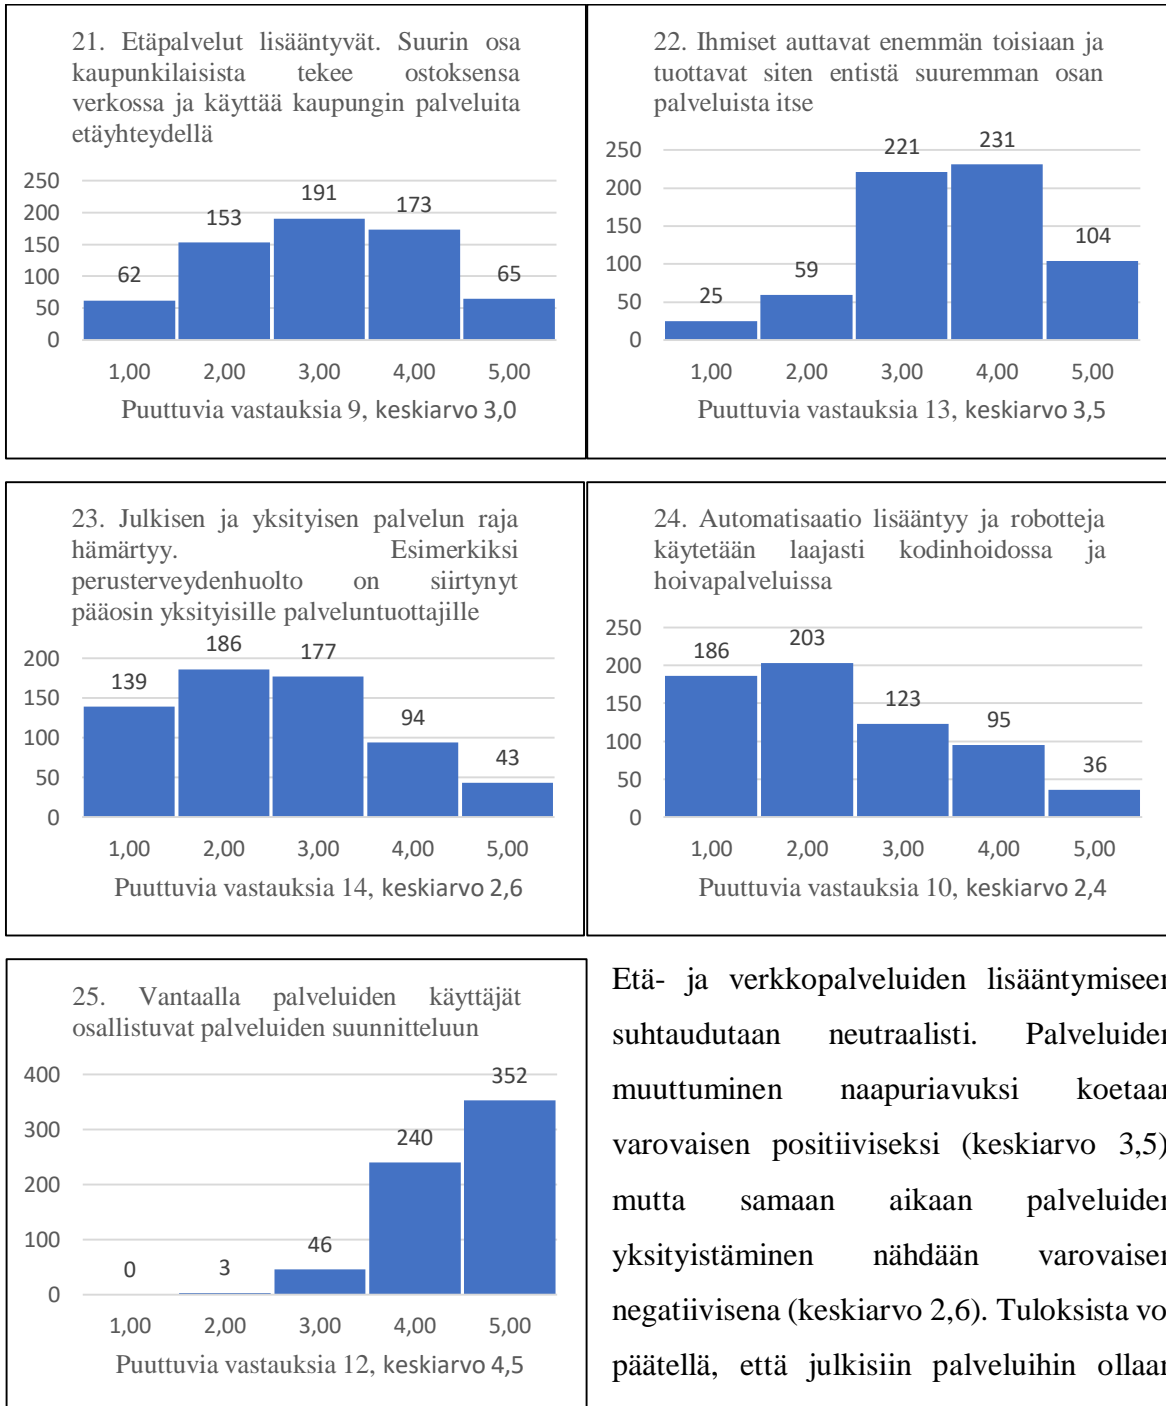 21. Etäpalvelut lisääntyvät. Suurin osa
kaupunkilaisista tekee ostoksensa
verkossa ja käyttää kaupungin palveluita
etäyhteydellä
250
200
150
100
50
0
62
153
191
173
65
1,00 2,00 3,00 4,00 5,00
Puuttuvia vastauksia 9, keskiarvo 3,0
22. Ihmiset auttavat enemmän toisiaan ja
tuottavat siten entistä suuremman osan
palveluista itse
250
200
150
100
50
0
25
59
221
231
104
1,00 2,00 3,00 4,00 5,00
Puuttuvia vastauksia 13, keskiarvo 3,5
23. Julkisen ja yksityisen palvelun raja
hämärtyy. Esimerkiksi
perusterveydenhuolto on siirtynyt
pääosin yksityisille palveluntuottajille
200
150
100
50
0
139
186
177
94
43
1,00 2,00 3,00 4,00 5,00
Puuttuvia vastauksia 14, keskiarvo 2,6
24. Automatisaatio lisääntyy ja robotteja
käytetään laajasti kodinhoidossa ja
hoivapalveluissa
250
200
150
100
50
0
186
203
123
95
36
1,00 2,00 3,00 4,00 5,00
Puuttuvia vastauksia 10, keskiarvo 2,4
25. Vantaalla palveluiden käyttäjät
osallistuvat palveluiden suunnitteluun
400
300
200
100
0
0
3
46
240
352
1,00 2,00 3,00 4,00 5,00
Puuttuvia vastauksia 12, keskiarvo 4,5
Etä- ja verkkopalveluiden lisääntymiseen
suhtaudutaan neutraalisti. Palveluiden
muuttuminen naapuriavuksi koetaan
varovaisen positiiviseksi (keskiarvo 3,5)
mutta samaan aikaan palveluiden
yksityistäminen nähdään varovaisen
negatiivisena (keskiarvo 2,6). Tuloksista voi
päätellä, että julkisiin palveluihin ollaan